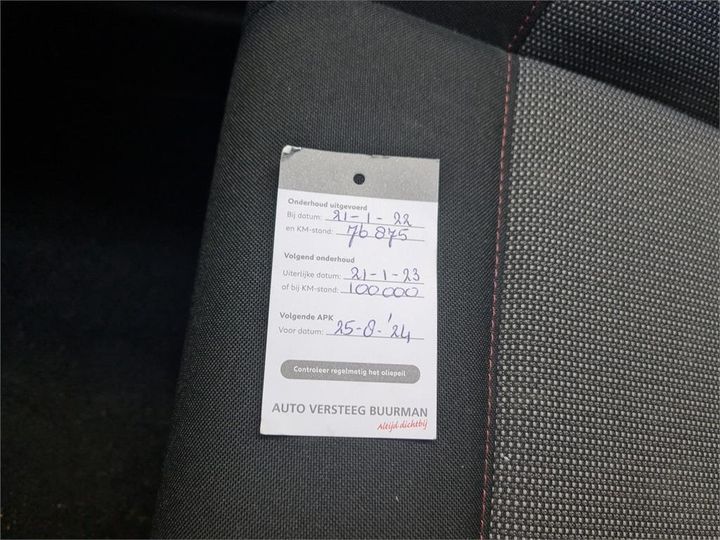 Onderhoud uitgevoerd
Bij datum: 21-1-22
en KM-stand: 76 875
Volgend onderhoud
Uiterlijke datum: 21-1-23
of bij KM-stand: 100.000
Volgende APK
Voor datum: 25-8-'24
Controleer regelmatig het oliepeil
AUTO VERSTEEG BUURMAN
Altijd dichtbij